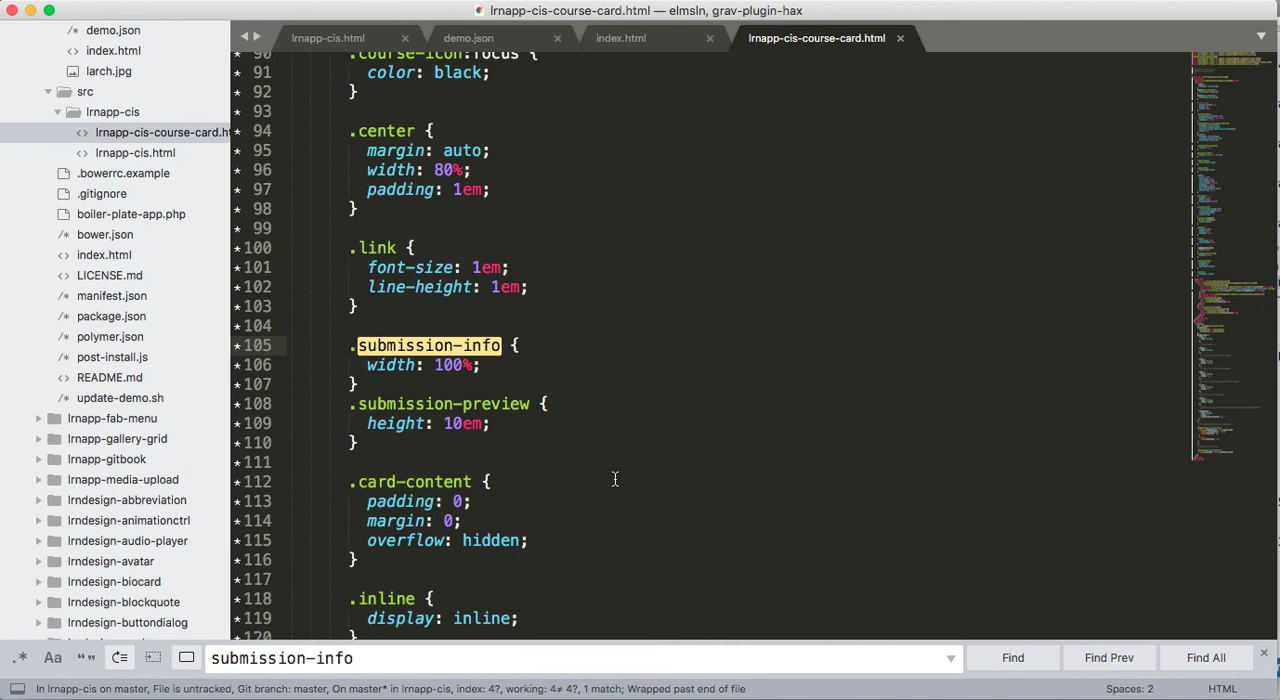 lrnapp-cis-course-card.html — elmsln, grav-plugin-hax
lrnapp-cis.html ×
demo.json ×
index.html ×
lrnapp-cis-course-card.html ×
/* demo.json
<> index.html
larch.jpg
src
lrnapp-cis
<> lrnapp-cis-course-card.h
<> lrnapp-cis.html
.bowerrc.example
.gitignore
boiler-plate-app.php
/* bower.json
<> index.html
/* LICENSE.md
/* manifest.json
/* package.json
/* polymer.json
/* post-install.js
/* README.md
/* update-demo.sh
lrnapp-fab-menu
lrnapp-gallery-grid
lrnapp-gitbook
lrnapp-media-upload
lrndesign-abbreviation
lrndesign-animationctrl
lrndesign-audio-player
lrndesign-avatar
lrndesign-biocard
lrndesign-blockquote
lrndesign-buttondialog
90 .course-icon:focus {
91 color: black;
92 }
93
94 .center {
95 margin: auto;
96 width: 80%;
97 padding: 1em;
98 }
99
100 .link {
101 font-size: 1em;
102 line-height: 1em;
103 }
104
105 .submission-info {
106 width: 100%;
107 }
108 .submission-preview {
109 height: 10em;
110 }
111
112 .card-content {
113 padding: 0;
114 margin: 0;
115 overflow: hidden;
116 }
117
118 .inline {
119 display: inline;
120 }
.* Aa “” submission-info Find Find Prev Find All ×
In lrnapp-cis on master, File is untracked, Git branch: master, On master* in lrnapp-cis, index: 4?, working: 4≠ 4?, 1 match; Wrapped past end of file Spaces: 2 HTML